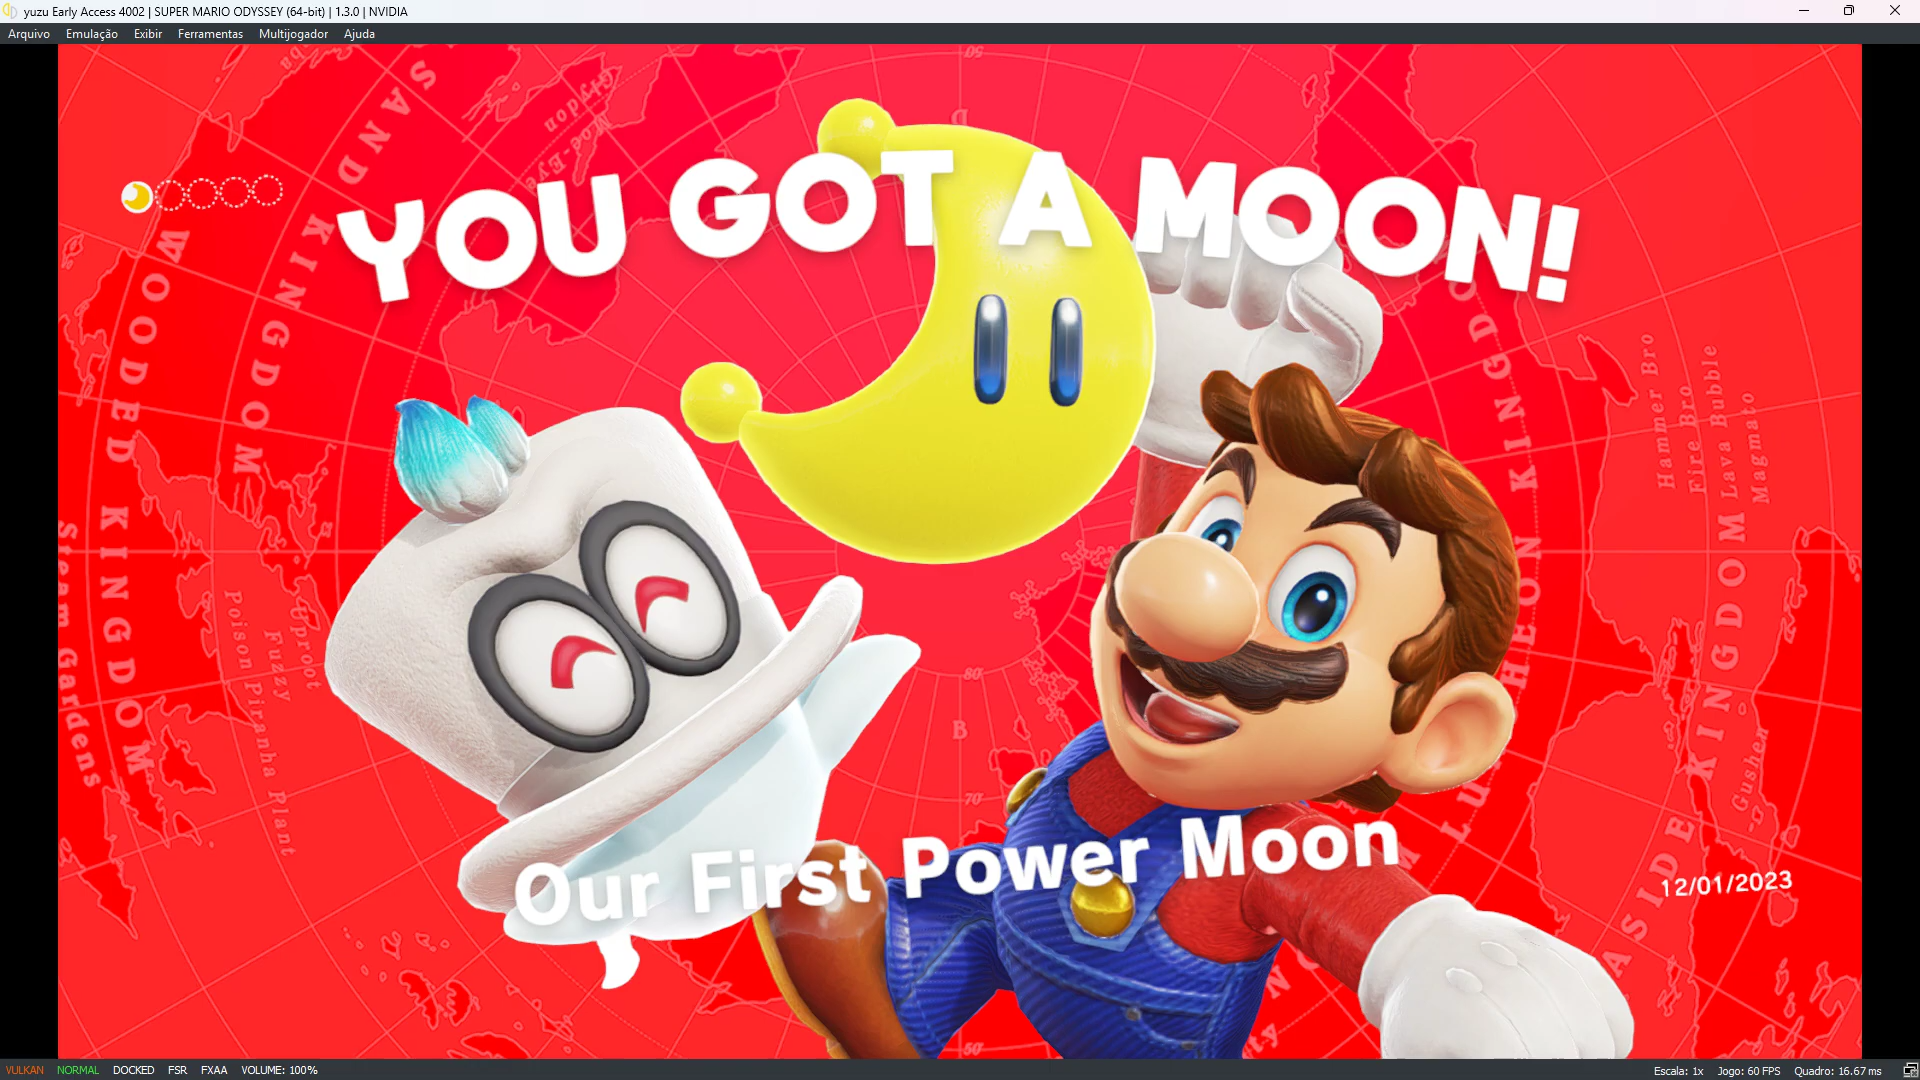 yuzu Early Access 4002 | SUPER MARIO ODYSSEY (64-bit) | 1.3.0 | NVIDIA
Arquivo Emulação Exibir Ferramentas Multijogador Ajuda
YOU GOT A MOON!
SAND KINGDOM
WOODED KINGDOM
Steam Gardens
Poison Piranha Plant
Fuzzy
Uproot
80
B
70
Hammer Bro
Fire Bro
Lava Bubble
Magmato
Gushen
Our First Power Moon
12/01/2023
VULKAN NORMAL DOCKED FSR FXAA VOLUME: 100% Escala: 1x Jogo: 60 FPS Quadro: 16.67 ms